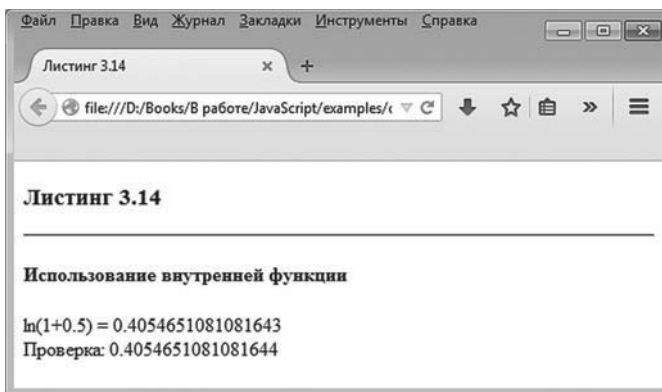 Файл Правка Вид Журнал Закладки Инструменты Справка
Листинг 3.14
file:///D:/Books/В работе/JavaScript/examples/c
Листинг 3.14
Использование внутренней функции
ln(1+0.5) = 0.4054651081081643
Проверка: 0.4054651081081644